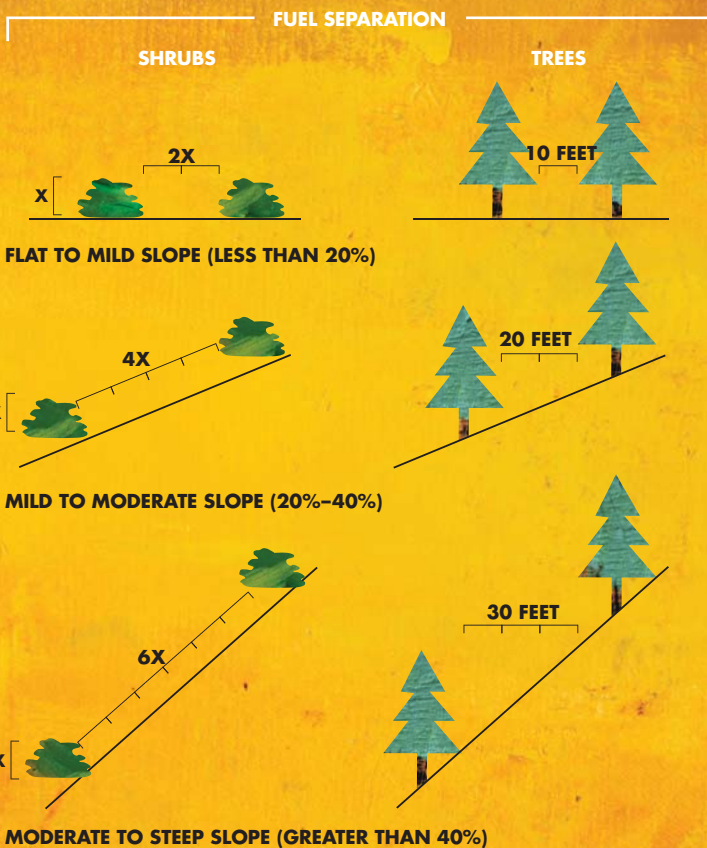 FUEL SEPARATION
SHRUBS
TREES
X
2X
10 FEET
FLAT TO MILD SLOPE (LESS THAN 20%)
4X
20 FEET
MILD TO MODERATE SLOPE (20%–40%)
6X
30 FEET
MODERATE TO STEEP SLOPE (GREATER THAN 40%)